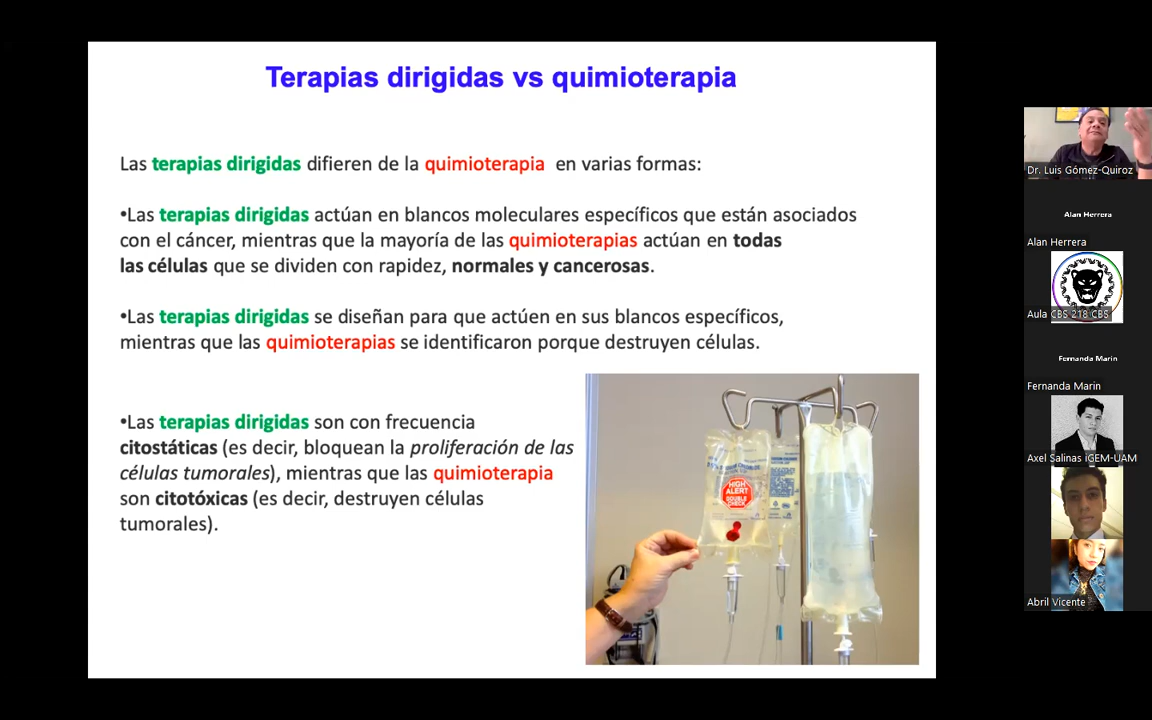 Terapias dirigidas vs quimioterapia
Las terapias dirigidas difieren de la quimioterapia en varias formas:
•Las terapias dirigidas actúan en blancos moleculares específicos que están asociados
con el cáncer, mientras que la mayoría de las quimioterapias actúan en todas
las células que se dividen con rapidez, normales y cancerosas.
•Las terapias dirigidas se diseñan para que actúen en sus blancos específicos,
mientras que las quimioterapias se identificaron porque destruyen células.
•Las terapias dirigidas son con frecuencia
citostáticas (es decir, bloquean la proliferación de las
células tumorales), mientras que las quimioterapia
son citotóxicas (es decir, destruyen células
tumorales).
HIGH
ALERT
DOUBLE
CHECK
Dr. Luis Gómez-Quiroz
Alan Herrera
Alan Herrera
Aula CBS 218 CBS
Fernanda Marin
Fernanda Marin
Axel Salinas iGEM-UAM
Abril Vicente